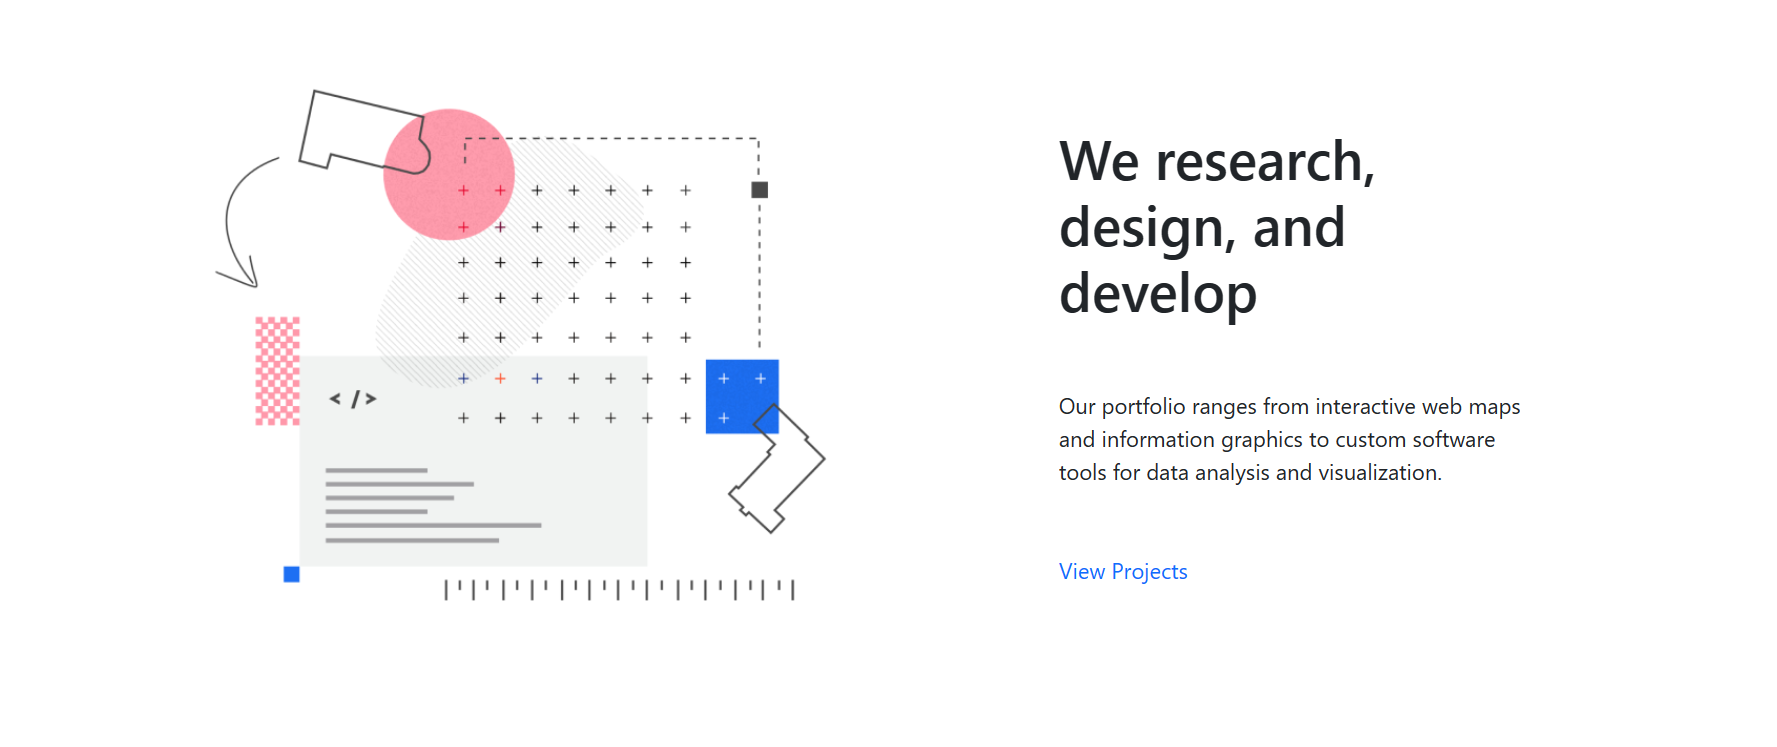 </>
We research,
design, and
develop
Our portfolio ranges from interactive web maps
and information graphics to custom software
tools for data analysis and visualization.
View Projects